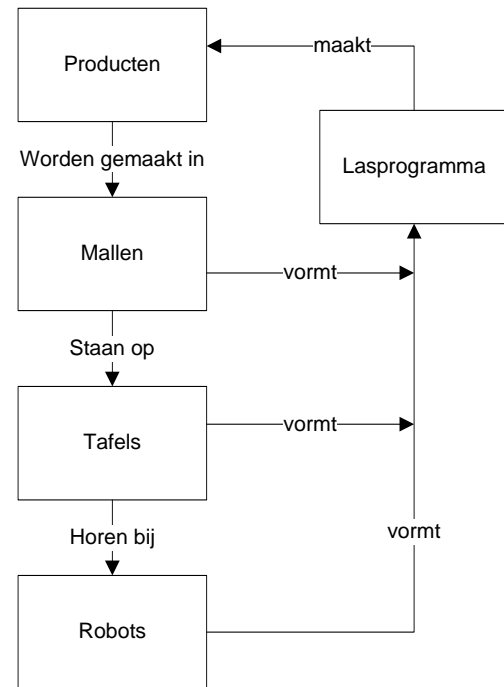 Producten
maakt
Worden gemaakt in
Lasprogramma
Mallen
vormt
Staan op
Tafels
vormt
Horen bij
vormt
Robots